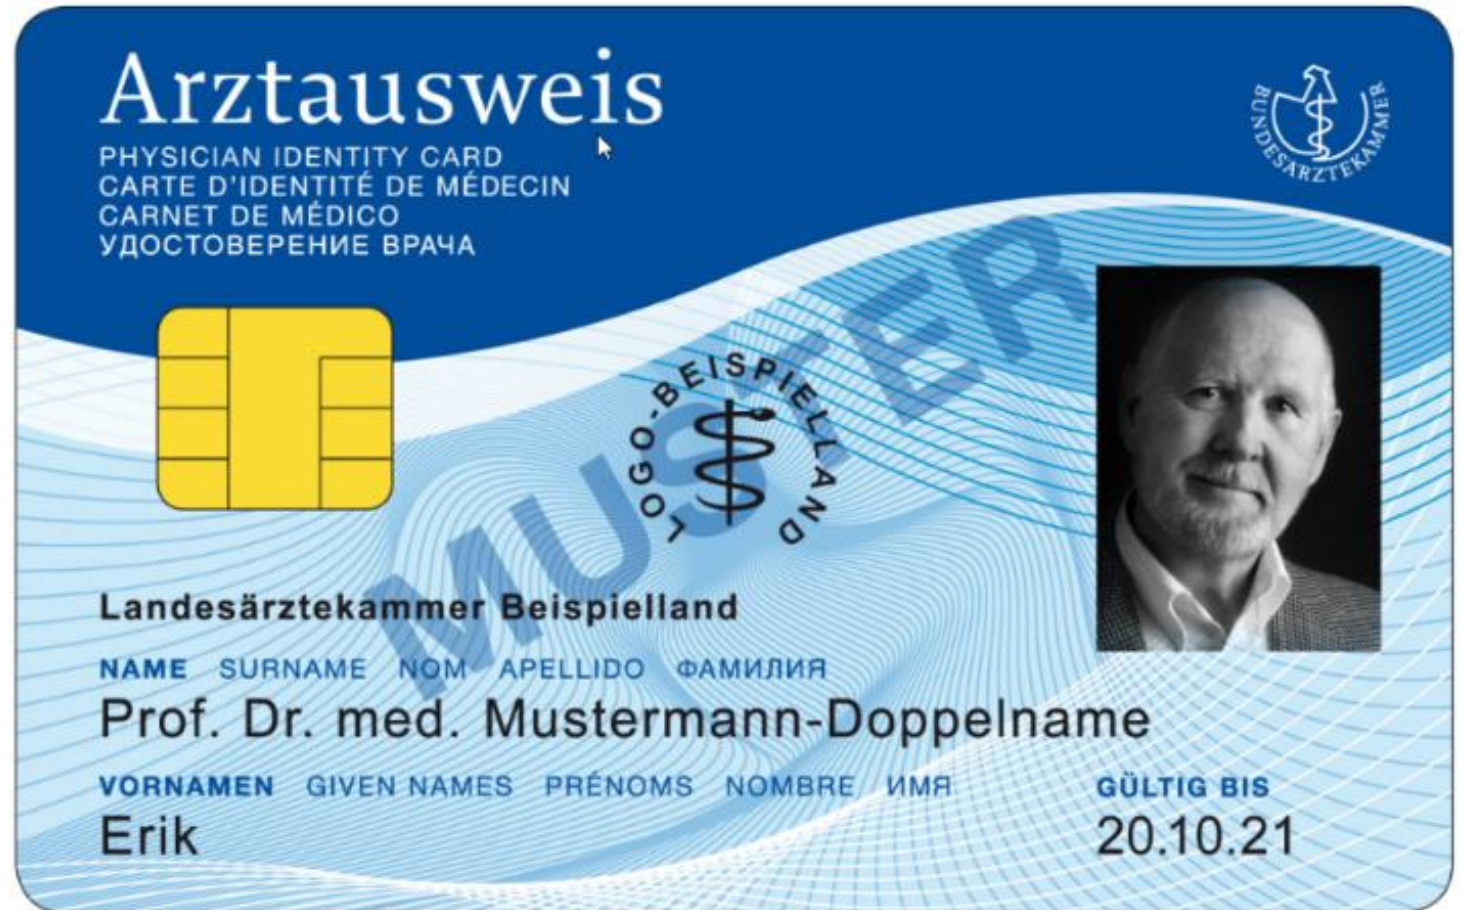 Arztausweis
PHYSICIAN IDENTITY CARD
CARTE D'IDENTITÉ DE MÉDECIN
CARNET DE MÉDICO
УДОСТОВЕРЕНИЕ ВРАЧА
BUNDESÄRZTEKAMMER
LOGO-BEISPIELLAND
MUSTER
Landesärztekammer Beispielland
NAME SURNAME NOM APELLIDO ФАМИЛИЯ
Prof. Dr. med. Mustermann-Doppelname
VORNAMEN GIVEN NAMES PRÉNOMS NOMBRE ИМЯ
Erik
GÜLTIG BIS
20.10.21